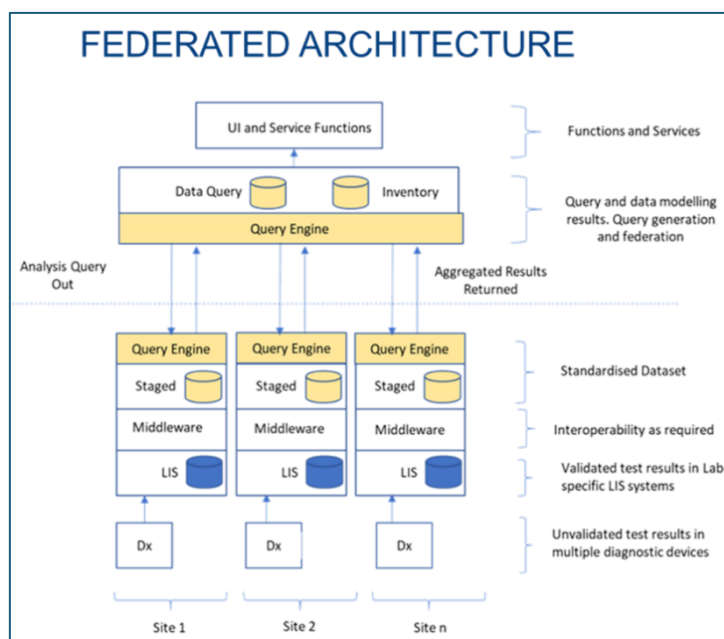 FEDERATED ARCHITECTURE
UI and Service Functions
Functions and Services
Data Query
Inventory
Query Engine
Query and data modelling
results. Query generation
and federation
Analysis Query
Out
Aggregated Results
Returned
Query Engine
Query Engine
Query Engine
Staged
Staged
Staged
Standardised Dataset
Middleware
Middleware
Middleware
Interoperability as required
LIS
LIS
LIS
Validated test results in Lab
specific LIS systems
Dx
Dx
Dx
Unvalidated test results in
multiple diagnostic devices
Site 1
Site 2
Site n